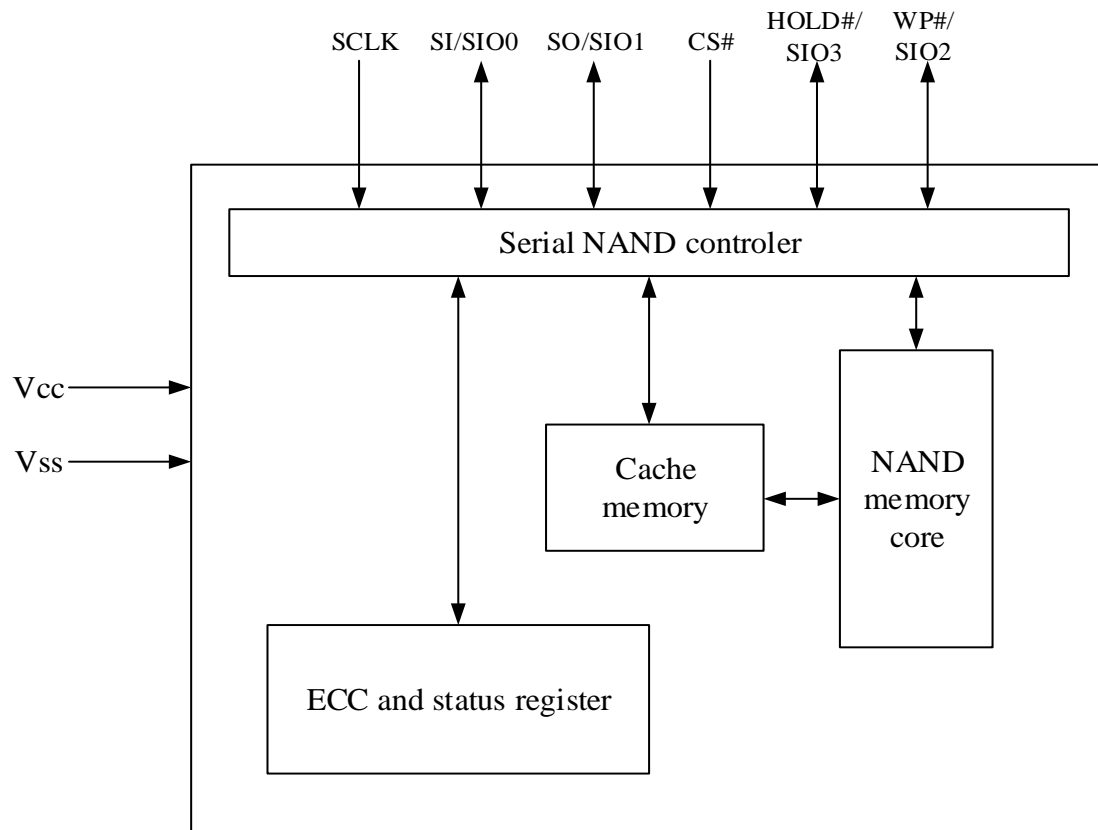 SCLK
SI/SIO0
SO/SIO1
CS#
HOLD#/
SIO3
WP#/
SIO2
Serial NAND controler
Vcc
Vss
Cache
memory
NAND
memory
core
ECC and status register